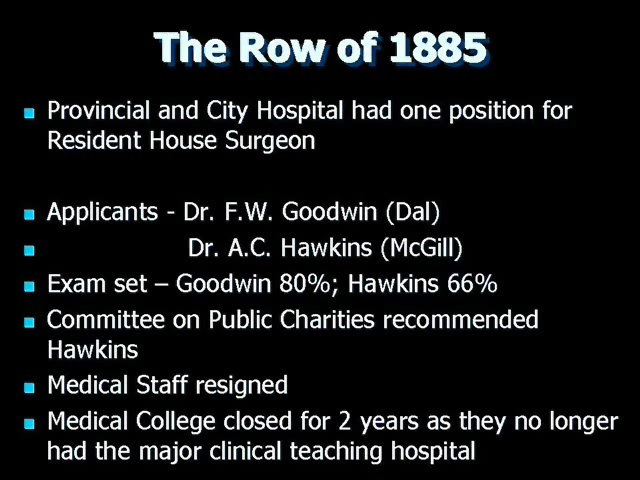 The Row of 1885
Provincial and City Hospital had one position for
Resident House Surgeon
Applicants - Dr. F.W. Goodwin (Dal)
Dr. A.C. Hawkins (McGill)
Exam set – Goodwin 80%; Hawkins 66%
Committee on Public Charities recommended
Hawkins
Medical Staff resigned
Medical College closed for 2 years as they no longer
had the major clinical teaching hospital